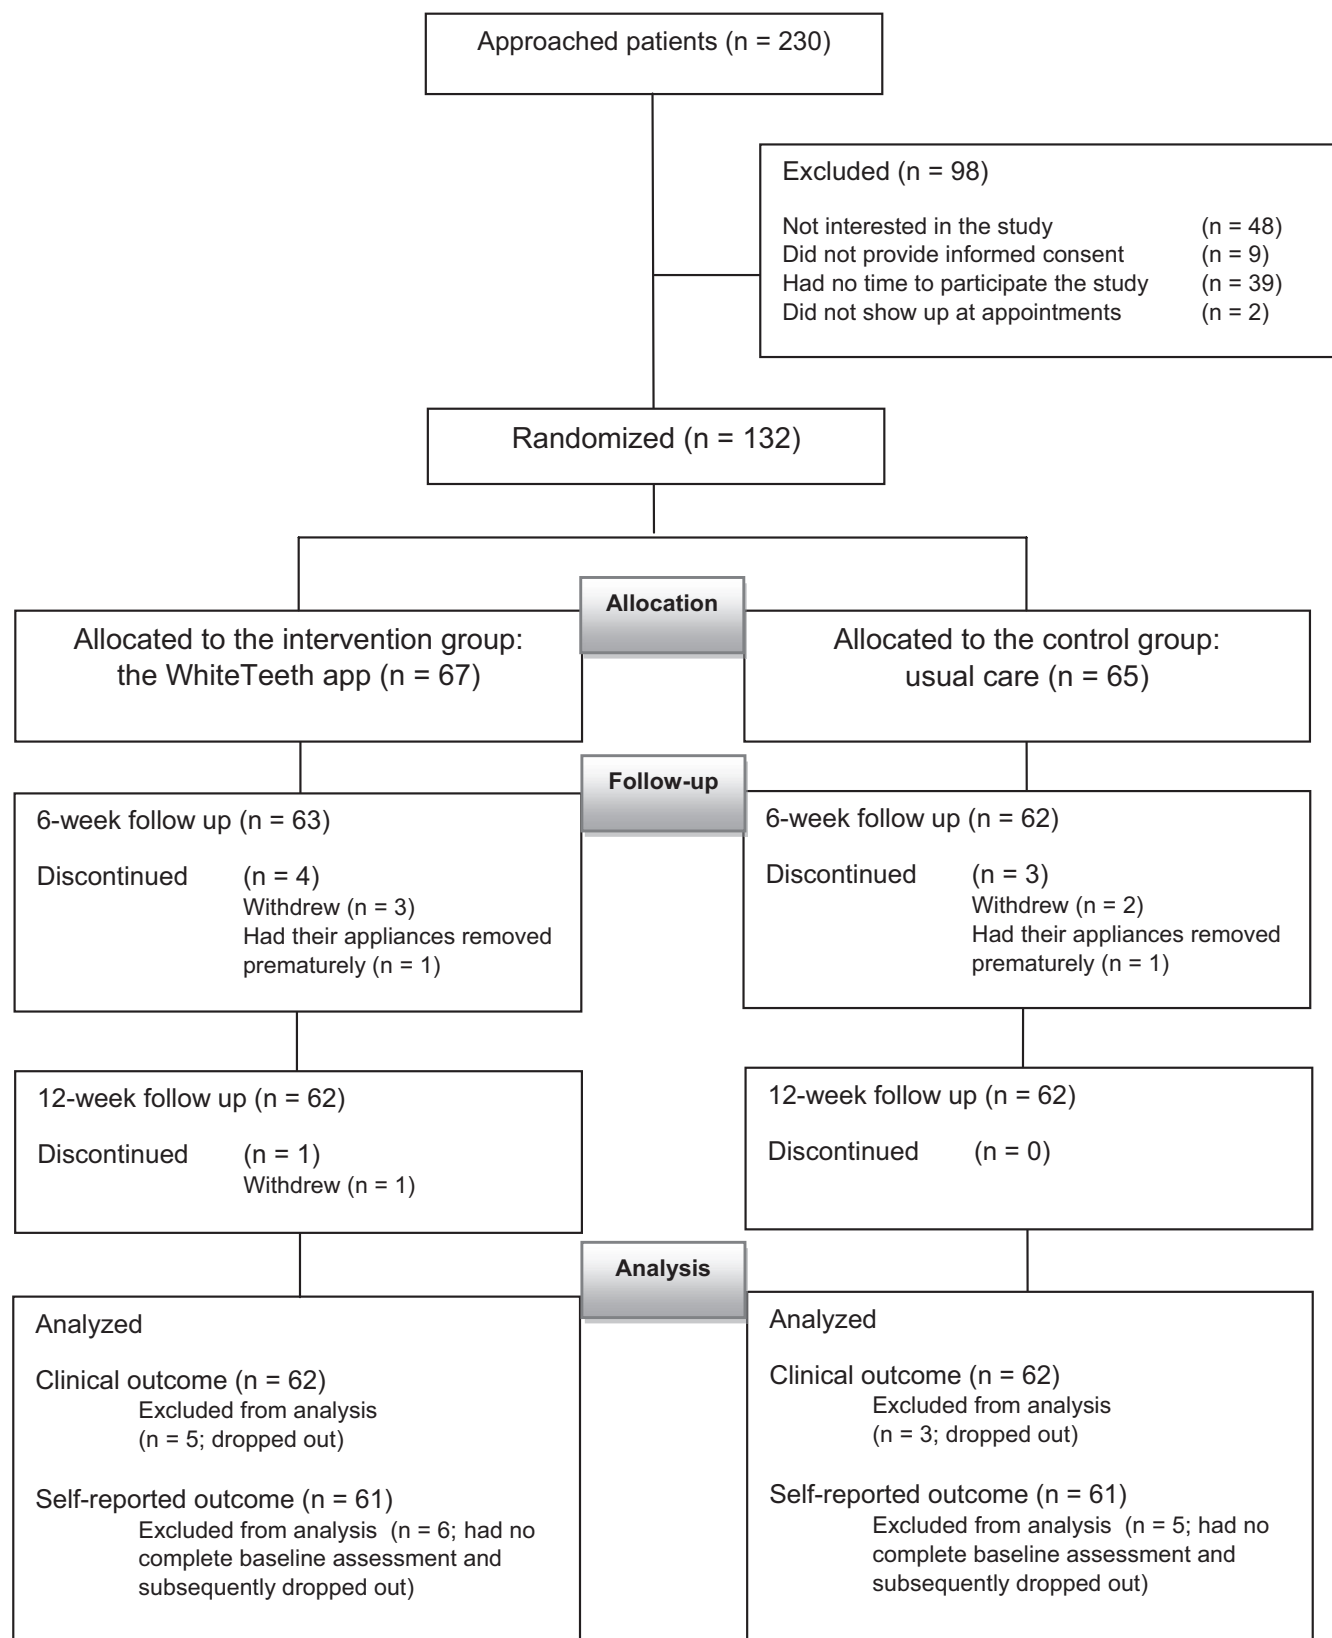 Approached patients (n = 230)
Excluded (n = 98)
Not interested in the study (n = 48)
Did not provide informed consent (n = 9)
Had no time to participate the study (n = 39)
Did not show up at appointments (n = 2)
Randomized (n = 132)
Allocation
Allocated to the intervention group:
the WhiteTeeth app (n = 67)
Allocated to the control group:
usual care (n = 65)
Follow-up
6-week follow up (n = 63)
Discontinued (n = 4)
Withdrew (n = 3)
Had their appliances removed
prematurely (n = 1)
6-week follow up (n = 62)
Discontinued (n = 3)
Withdrew (n = 2)
Had their appliances removed
prematurely (n = 1)
12-week follow up (n = 62)
Discontinued (n = 1)
Withdrew (n = 1)
12-week follow up (n = 62)
Discontinued (n = 0)
Analysis
Analyzed
Clinical outcome (n = 62)
Excluded from analysis
(n = 5; dropped out)
Self-reported outcome (n = 61)
Excluded from analysis (n = 6; had no
complete baseline assessment and
subsequently dropped out)
Analyzed
Clinical outcome (n = 62)
Excluded from analysis
(n = 3; dropped out)
Self-reported outcome (n = 61)
Excluded from analysis (n = 5; had no
complete baseline assessment and
subsequently dropped out)